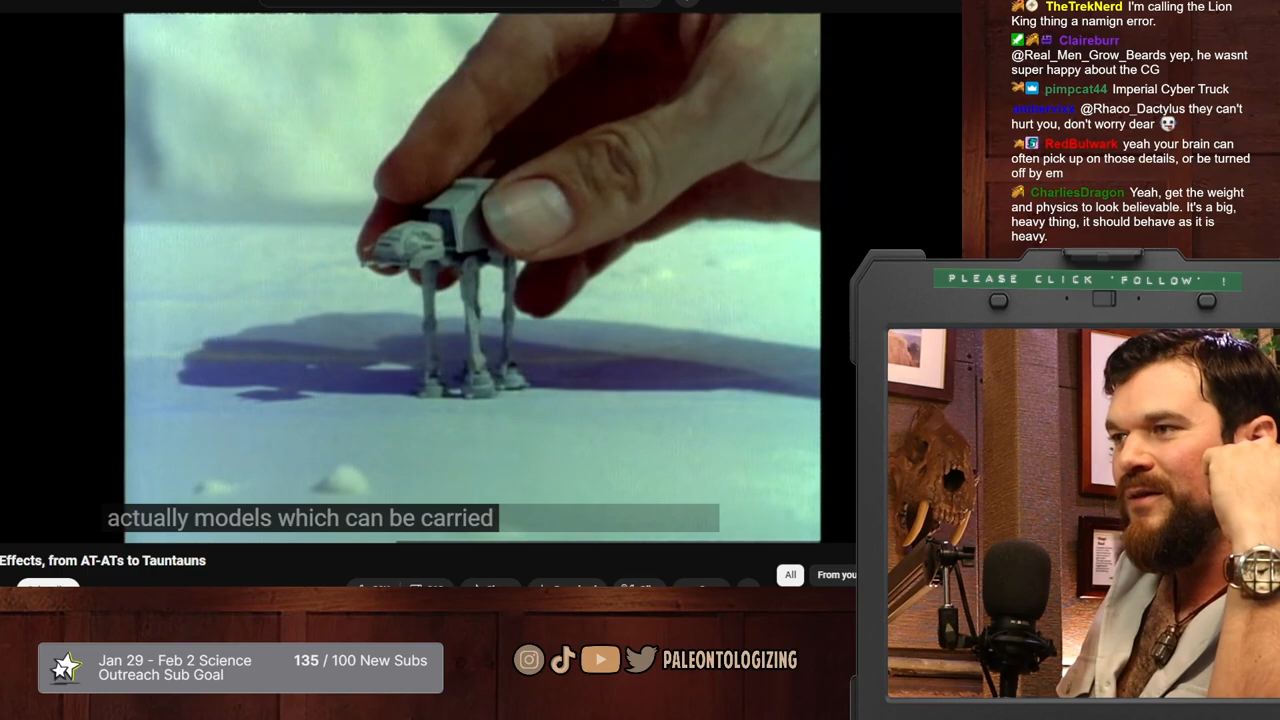 TheTrekNerd I'm calling the Lion
King thing a namign error.
Claireburr
@Real_Men_Grow_Beards yep, he wasnt
super happy about the CG
pimpcat44 Imperial Cyber Truck
@Rhaco_Dactylus they can't
hurt you, don't worry dear
RedBulwark yeah your brain can
often pick up on those details, or be turned
off by em
CharliesDragon Yeah, get the weight
and physics to look believable. It's a big,
heavy thing, it should behave as it is
heavy.
PLEASE CLICK "FOLLOW" !
actually models which can be carried
Effects, from AT-ATs to Tauntauns
All
From you
Jan 29 - Feb 2 Science
Outreach Sub Goal
135 / 100 New Subs
PALEONTOLOGIZING